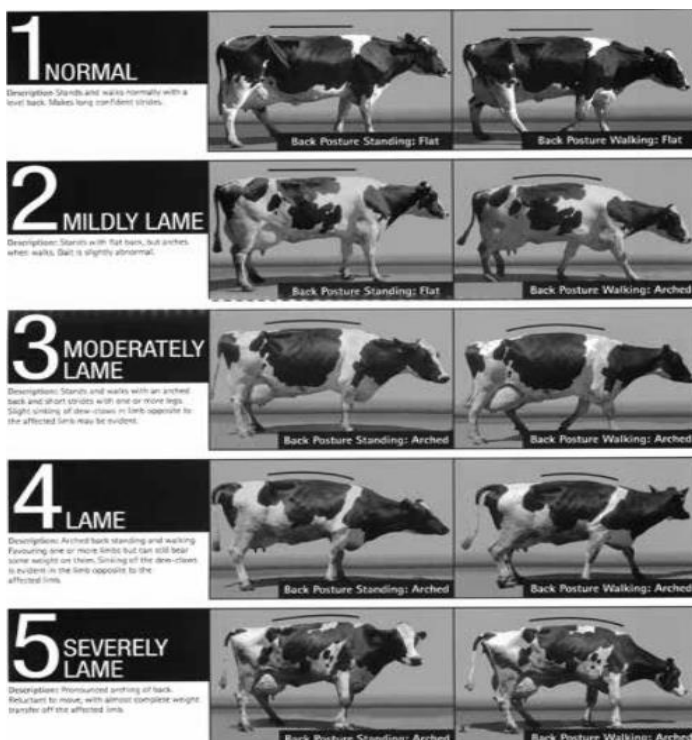 1 NORMAL
Description: Stands and walks normally with a
level back. Makes long confident strides.
Back Posture Standing: Flat
Back Posture Walking: Flat
2 MILDLY LAME
Description: Stands with flat back, but arches
when walks. Gait is slightly abnormal.
Back Posture Standing: Flat
Back Posture Walking: Arched
3 MODERATELY
LAME
Description: Stands and walks with an arched
back and short strides with one or more legs.
Slight sinking of dew-claws in limb opposite to
the affected limb may be evident.
Back Posture Standing: Arched
Back Posture Walking: Arched
4 LAME
Description: Arched back standing and walking.
Favouring one or more limbs but can still bear
some weight on them. Sinking of the dew-claws
is evident in the limb opposite to the
affected limb.
Back Posture Standing: Arched
Back Posture Walking: Arched
5 SEVERELY
LAME
Description: Pronounced arching of back.
Reluctant to move, with almost complete weight
transfer off the affected limb.
Back Posture Standing: Arched
Back Posture Walking: Arched